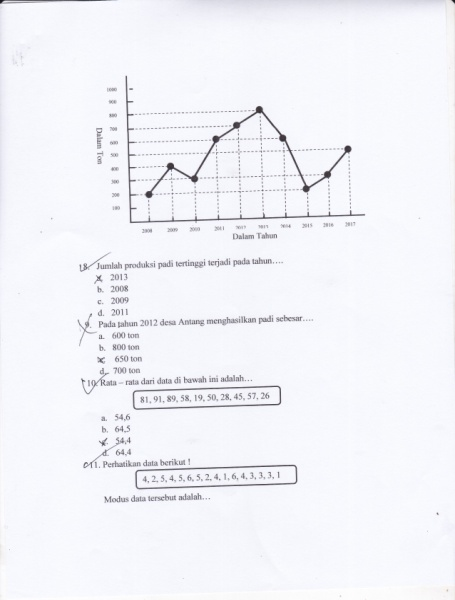 1000
900
800
700
600
500
400
300
200
100
Dalam Ton
2008 2009 2010 2011 2012 2013 2014 2015 2016 2017
Dalam Tahun
8. Jumlah produksi padi tertinggi terjadi pada tahun….
a. 2013
b. 2008
c. 2009
d. 2011
9. Pada tahun 2012 desa Antang menghasilkan padi sebesar….
a. 600 ton
b. 800 ton
c. 650 ton
d. 700 ton
10. Rata – rata dari data di bawah ini adalah…
81, 91, 89, 58, 19, 50, 28, 45, 57, 26
a. 54,6
b. 64,5
c. 54,4
d. 64,4
11. Perhatikan data berikut !
4, 2, 5, 4, 5, 6, 5, 2, 4, 1, 6, 4, 3, 3, 3, 1
Modus data tersebut adalah…